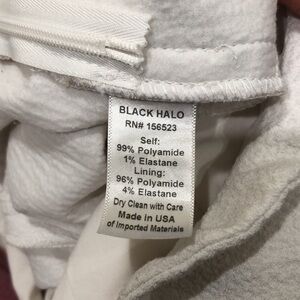 BLACK HALO
RN# 156523
Self:
99% Polyamide
1% Elastane
Lining:
96% Polyamide
4% Elastane
Dry Clean with Care
Made in USA
of Imported Materials